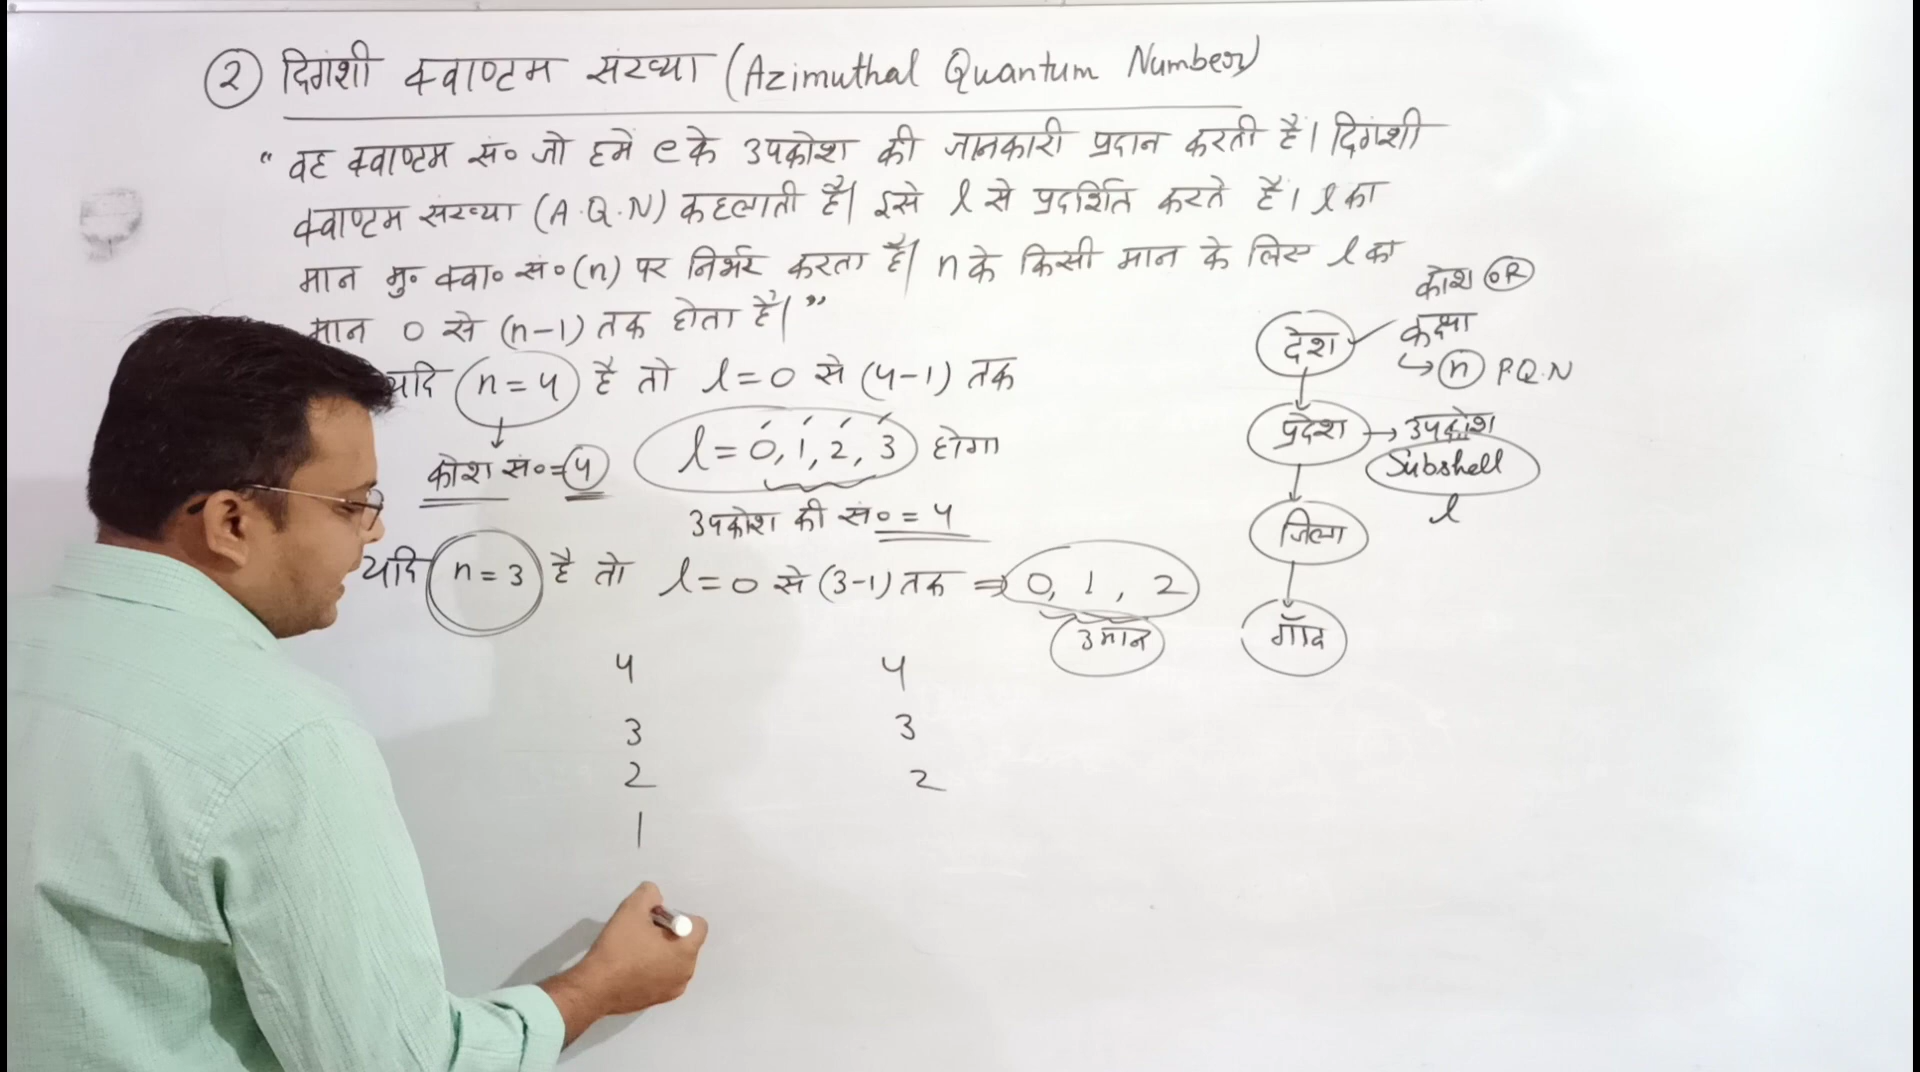 ② दिगंशी क्वाण्टम संख्या (Azimuthal Quantum Number)
“ वह क्वाण्टम सं० जो हमें e के उपकोश की जानकारी प्रदान करती है। दिगंशी
क्वाण्टम संख्या (A.Q.N) कहलाती है। इसे l से प्रदर्शित करते है। l का
मान मु० क्वा० सं० (n) पर निर्भर करता है। n के किसी मान के लिए l का
मान 0 से (n-1) तक होता है।”
यदि n=4 है तो l=0 से (4-1) तक
कोश सं०=4 l=0,1,2,3 होगा
उपकोश की सं०=4
यदि n=3 है तो l=0 से (3-1) तक ⇒ 0, 1, 2
3 मान
4 4
3 3
2 2
1
कोश OR
देश कक्षा
→ n P.Q.N
प्रदेश → उपकोश
Subshell
l
जिला
गाँव